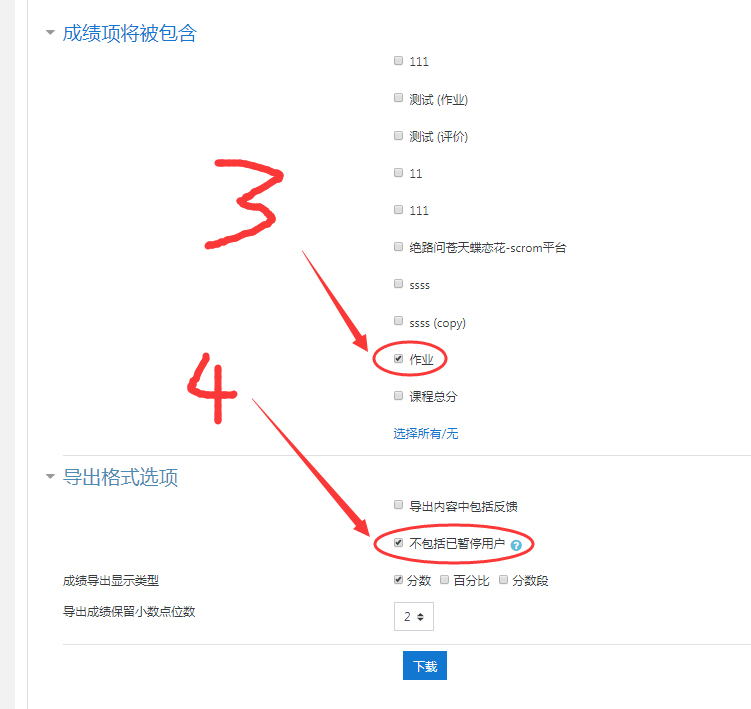 成绩项将被包含
111
测试 (作业)
测试 (评价)
11
111
绝路问苍天蝶恋花-scrom平台
3
ssss
ssss (copy)
作业
4
课程总分
选择所有/无
导出格式选项
导出内容中包括反馈
不包括已暂停用户 ?
成绩导出显示类型 分数 百分比 分数段
导出成绩保留小数点位数 2
下载